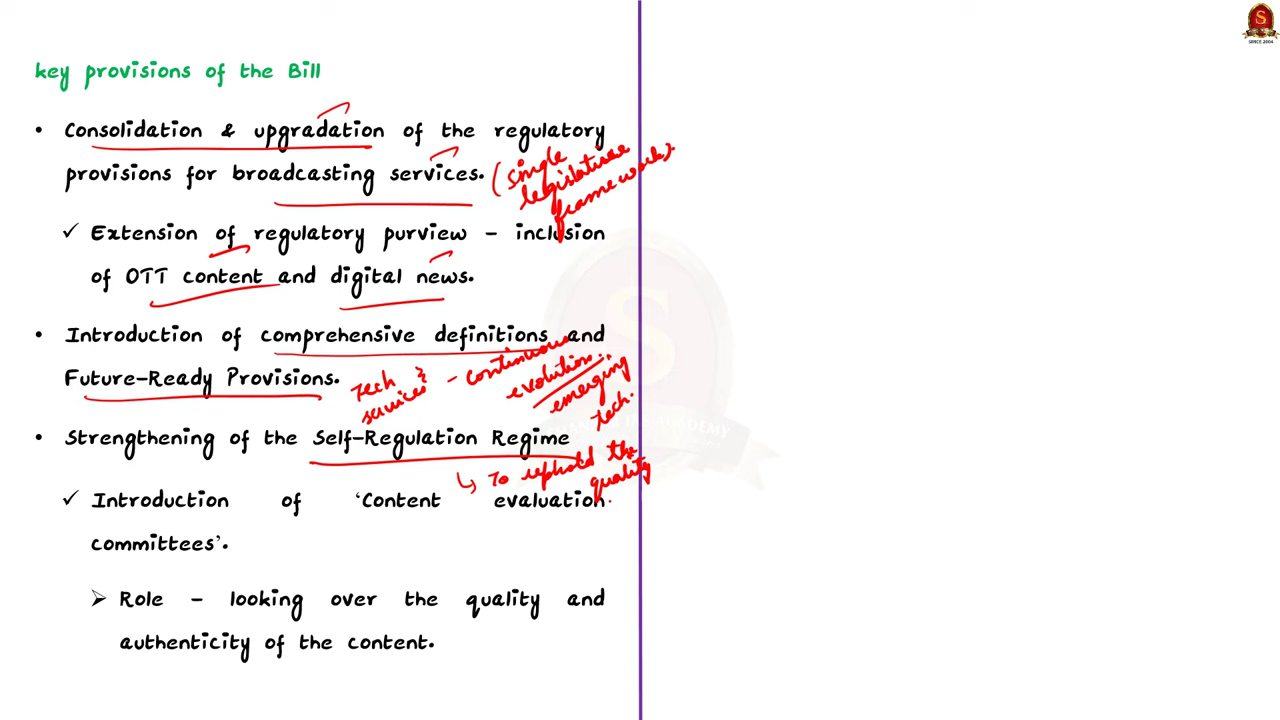 SINCE 2004
key provisions of the Bill
• Consolidation & upgradation of the regulatory
provisions for broadcasting services.
(single
legislature
framework)
✓ Extension of regulatory purview - inclusion
of OTT content and digital news.
• Introduction of comprehensive definitions and
Future-Ready Provisions.
Tech &
services
- continuous
evolution.
emerging
tech.
• Strengthening of the Self-Regulation Regime
↳ To uphold the
quality.
✓ Introduction of ‘Content evaluation
committees’.
➢ Role - looking over the quality and
authenticity of the content.